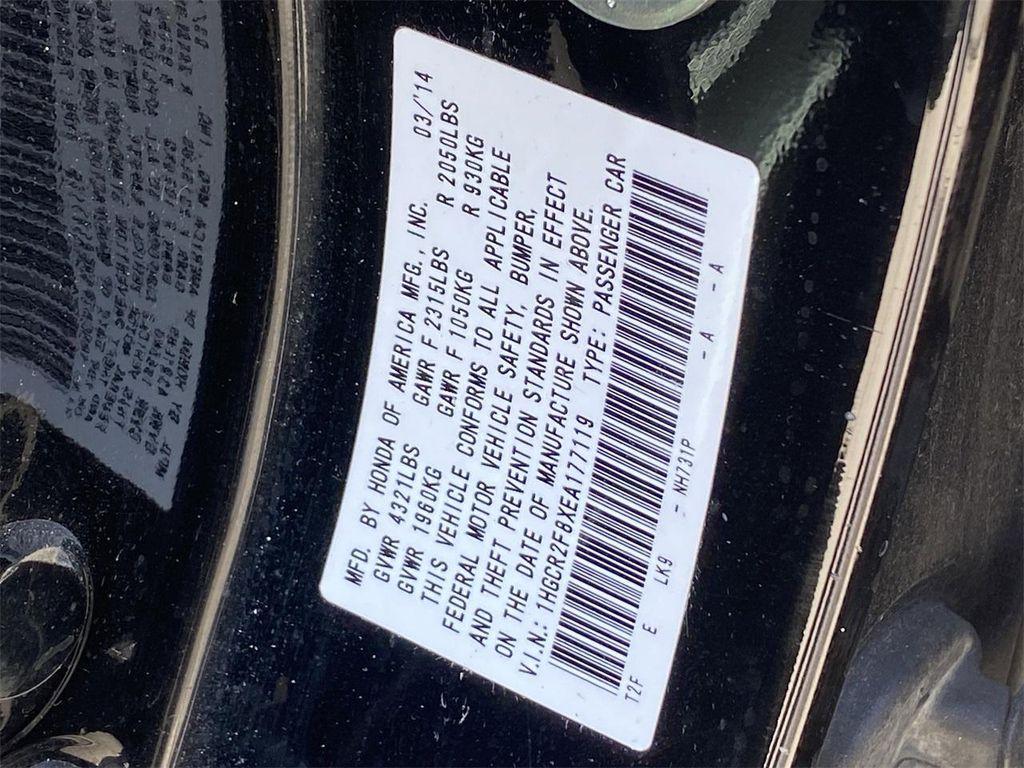 MFD. BY HONDA OF AMERICA MFG., INC. 03/'14
GVWR 4321LBS GAWR F 2315LBS R 2050LBS
GVWR 1960KG GAWR F 1050KG R 930KG
THIS VEHICLE CONFORMS TO ALL APPLICABLE
FEDERAL MOTOR VEHICLE SAFETY, BUMPER,
AND THEFT PREVENTION STANDARDS IN EFFECT
ON THE DATE OF MANUFACTURE SHOWN ABOVE.
V.I.N.: 1HGCR2F8XEA177119 TYPE: PASSENGER CAR
T2F E LK9 - NH731P - A - A